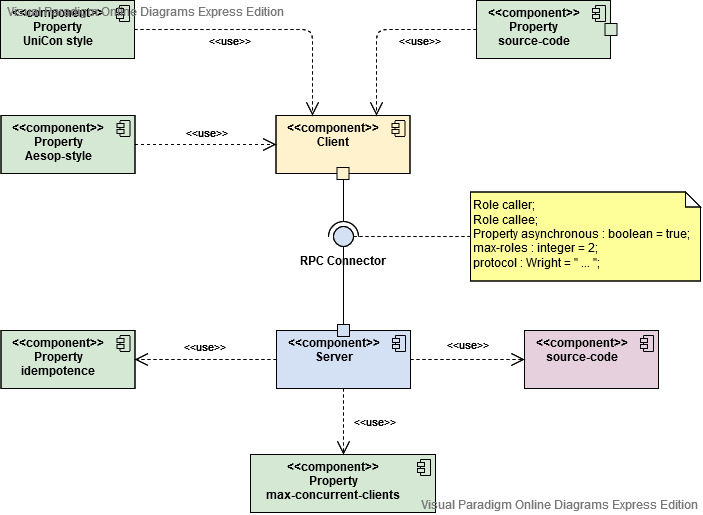 Visual Paradigm Online Diagrams Express Edition
<<component>>
Property
UniCon style
<<use>>
<<use>>
<<component>>
Property
source-code
<<component>>
Property
Aesop-style
<<use>>
<<component>>
Client
RPC Connector
Role caller;
Role callee;
Property asynchronous : boolean = true;
max-roles : integer = 2;
protocol : Wright = " ... ";
<<component>>
Property
idempotence
<<use>>
<<component>>
Server
<<use>>
<<component>>
source-code
<<use>>
<<component>>
Property
max-concurrent-clients
Visual Paradigm Online Diagrams Express Edition